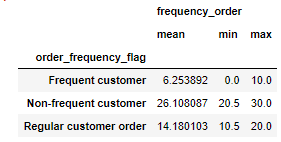 frequency_order
mean min max
order_frequency_flag
Frequent customer 6.253892 0.0 10.0
Non-frequent customer 26.108087 20.5 30.0
Regular customer order 14.180103 10.5 20.0